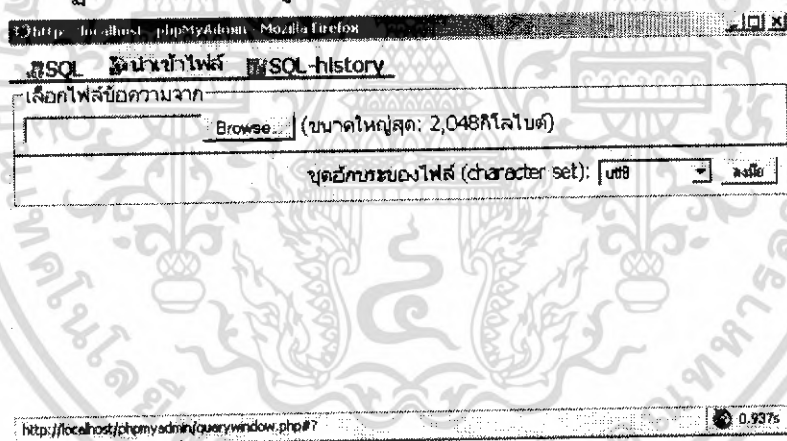 http localhost phpMyAdmin Mozilla Firefox
SQL นำเข้าไฟล์ SQL-history
เลือกไฟล์ข้อความจาก
Browse... (ขนาดใหญ่สุด: 2,048กิโลไบต์)
ชุดอักขระของไฟล์ (character set): utf8 ลงมือ
http://localhost/phpmyadmin/querywindow.php#? 0.937s